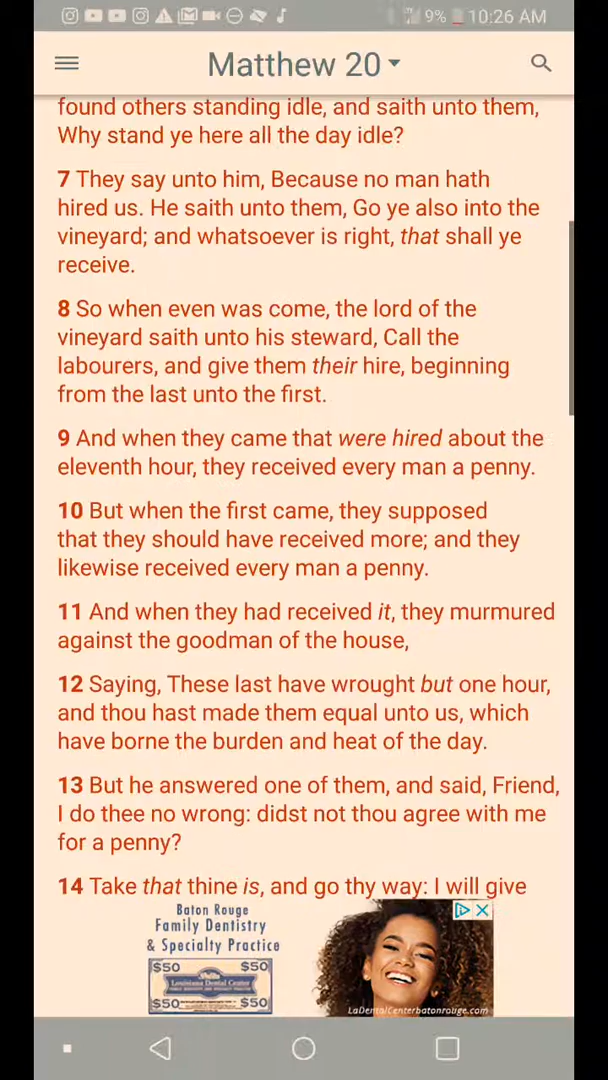 9% 10:26 AM
Matthew 20
found others standing idle, and saith unto them,
Why stand ye here all the day idle?
7 They say unto him, Because no man hath
hired us. He saith unto them, Go ye also into the
vineyard; and whatsoever is right, that shall ye
receive.
8 So when even was come, the lord of the
vineyard saith unto his steward, Call the
labourers, and give them their hire, beginning
from the last unto the first.
9 And when they came that were hired about the
eleventh hour, they received every man a penny.
10 But when the first came, they supposed
that they should have received more; and they
likewise received every man a penny.
11 And when they had received it, they murmured
against the goodman of the house,
12 Saying, These last have wrought but one hour,
and thou hast made them equal unto us, which
have borne the burden and heat of the day.
13 But he answered one of them, and said, Friend,
I do thee no wrong: didst not thou agree with me
for a penny?
14 Take that thine is, and go thy way: I will give
Baton Rouge
Family Dentistry
& Specialty Practice
$50 $50
Louisiana Dental Center
$50 $50
LaDentalCenterbatonrouge.com